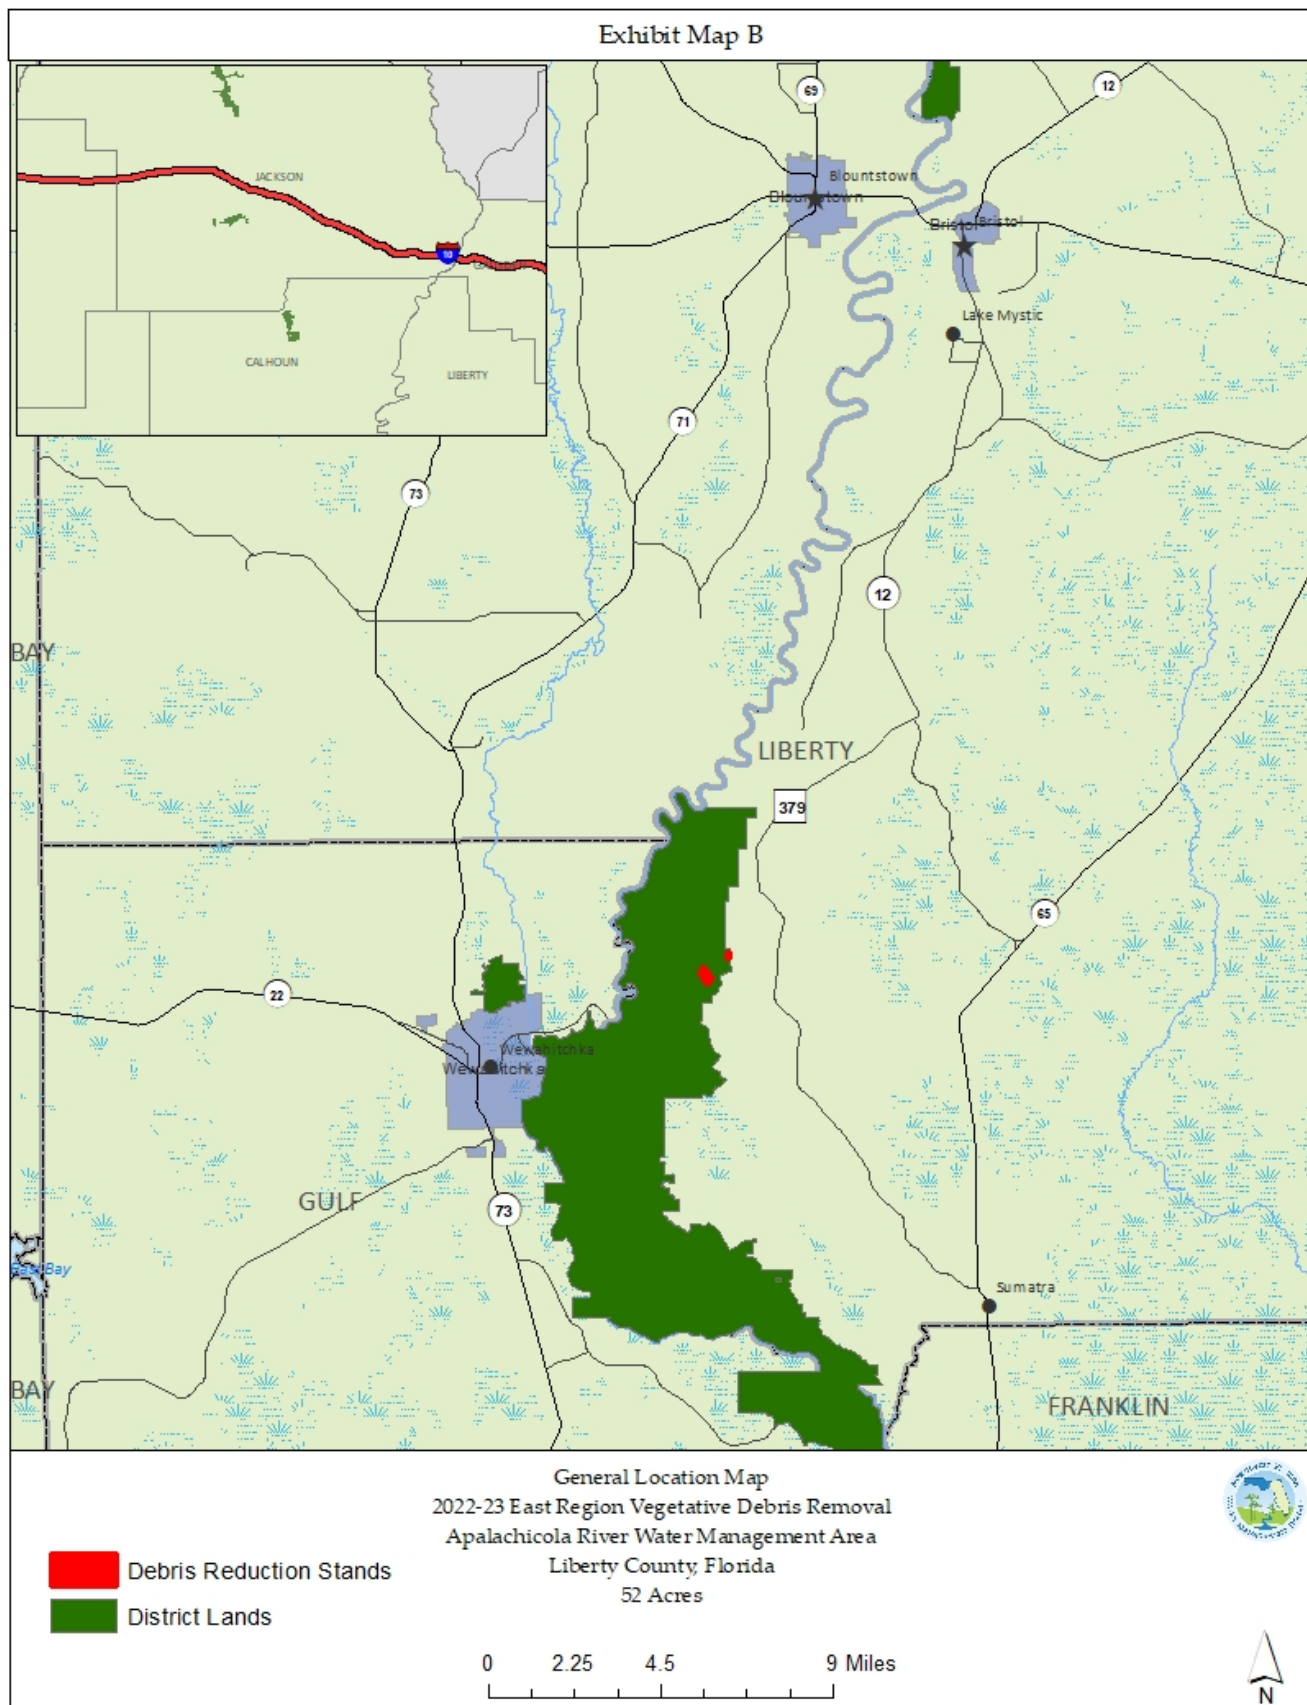 Exhibit Map B
JACKSON
10
CALHOUN
LIBERTY
69
12
Blountstown
Blountstown
Bristol
Bristol
Lake Mystic
71
73
12
BAY
LIBERTY
379
65
22
Wewahitchka
Wewahitchka
GULF
73
East Bay
Sumatra
BAY
FRANKLIN
General Location Map
2022-23 East Region Vegetative Debris Removal
Apalachicola River Water Management Area
Liberty County, Florida
52 Acres
Debris Reduction Stands
District Lands
0 2.25 4.5 9 Miles
N